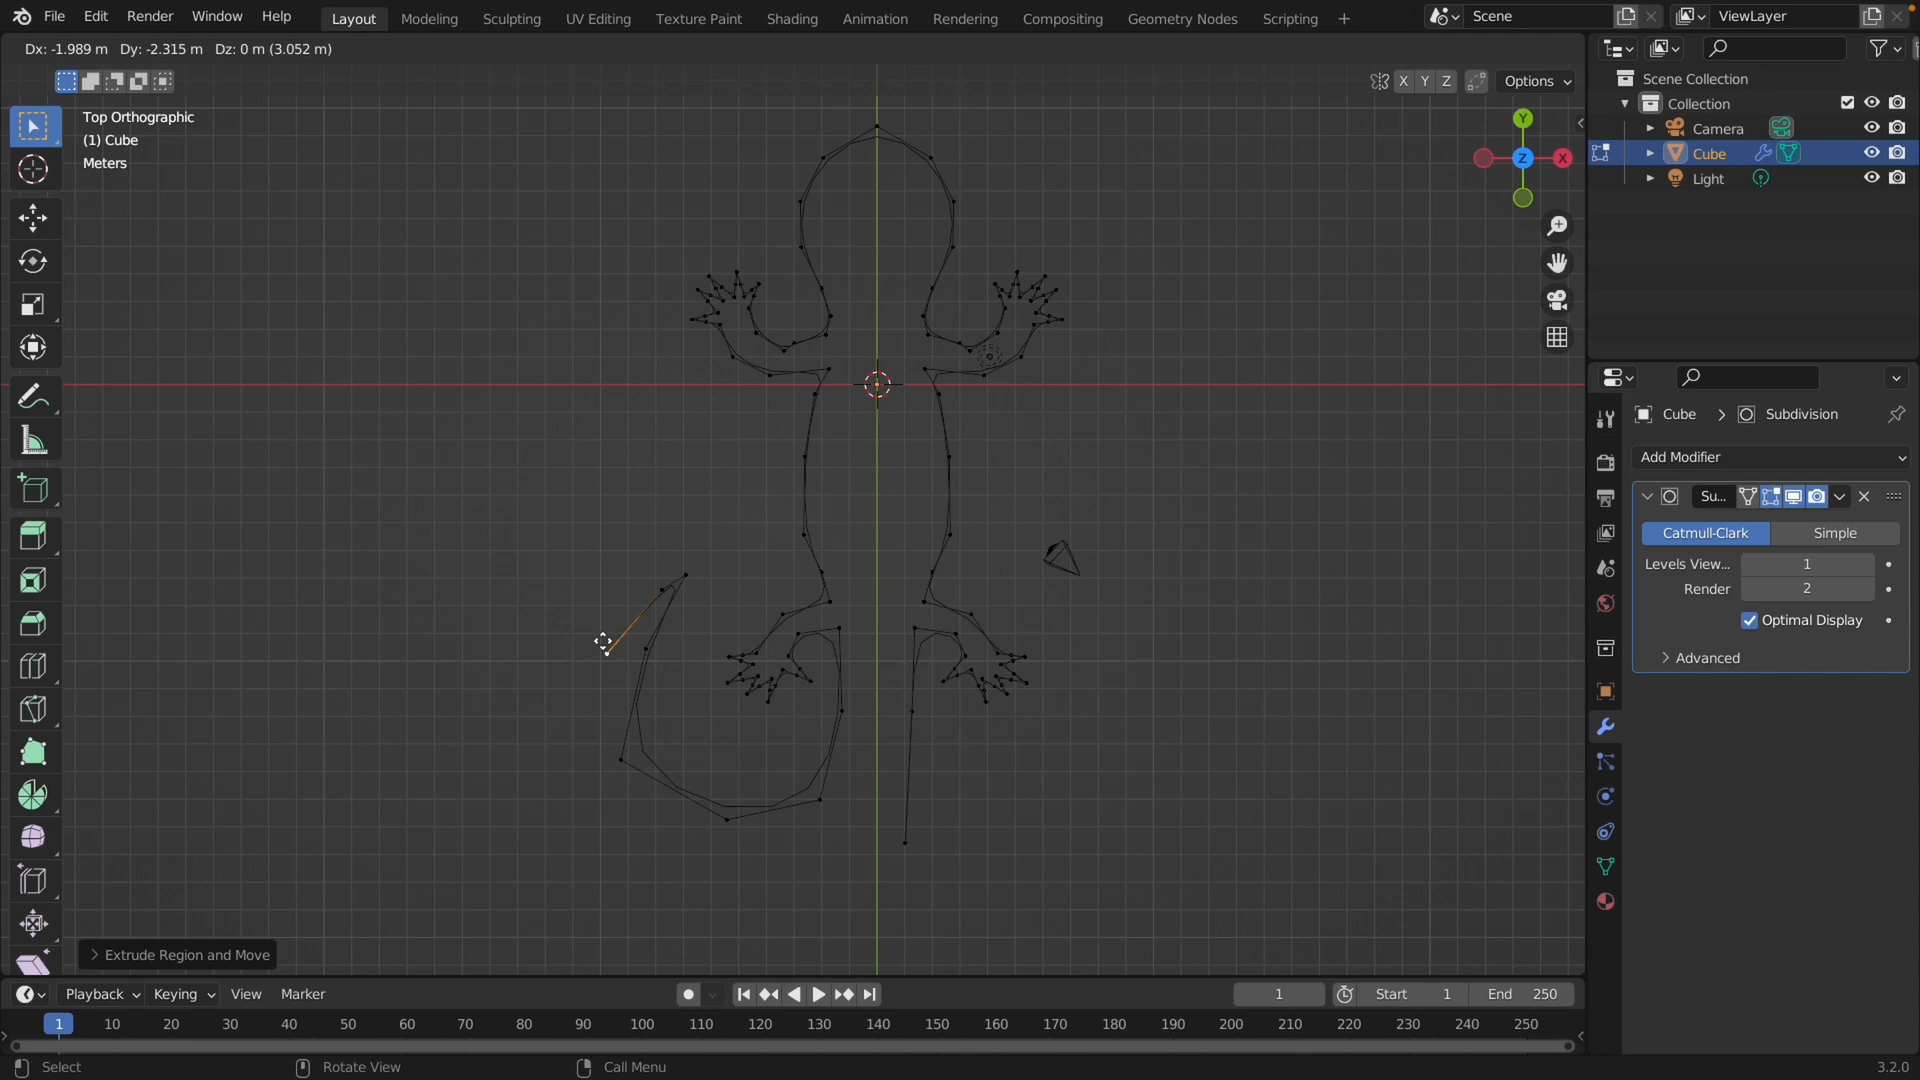 File Edit Render Window Help Layout Modeling Sculpting UV Editing Texture Paint Shading Animation Rendering Compositing Geometry Nodes Scripting + Scene ViewLayer
Dx: -1.989 m Dy: -2.315 m Dz: 0 m (3.052 m)
X Y Z Options
Top Orthographic
(1) Cube
Meters
Y
Z
X
Scene Collection
Collection
Camera
Cube
Light
Cube > Subdivision
Add Modifier
Su...
Catmull-Clark Simple
Levels View... 1
Render 2
Optimal Display
Advanced
Extrude Region and Move
Playback Keying View Marker 1 Start 1 End 250
1 10 20 30 40 50 60 70 80 90 100 110 120 130 140 150 160 170 180 190 200 210 220 230 240 250
Select Rotate View Call Menu 3.2.0